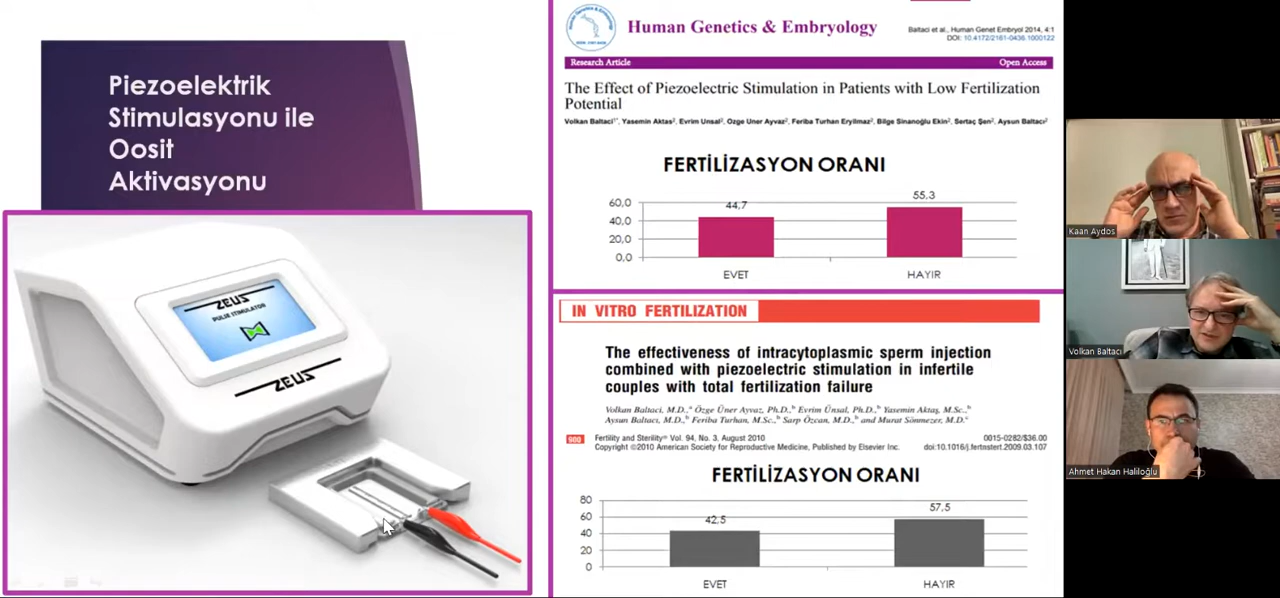 Piezoelektrik
Stimulasyonu ile
Oosit
Aktivasyonu
ZEUS
PULSE STIMULATOR
ZEUS
Human Genetics & Embryology
Baltaci et al., Human Genet Embryol 2014, 4:1
DOI: 10.4172/2161-0436.1000122
Research Article
Open Access
The Effect of Piezoelectric Stimulation in Patients with Low Fertilization
Potential
Volkan Baltaci¹*, Yasemin Aktas², Evrim Unsal², Ozge Uner Ayvaz², Feriba Turhan Eryilmaz², Bilge Sinanoğlu Ekin², Sertaç Şen², Aysun Baltacı²
FERTİLİZASYON ORANI
60,0
40,0
20,0
0,0
44,7
55,3
EVET
HAYIR
IN VITRO FERTILIZATION
The effectiveness of intracytoplasmic sperm injection
combined with piezoelectric stimulation in infertile
couples with total fertilization failure
Volkan Baltaci, M.D.,ᵃ Özge Üner Ayvaz, Ph.D.,ᵇ Evrim Ünsal, Ph.D.,ᵇ Yasemin Aktaş, M.Sc.,ᵇ
Aysun Baltacı, M.D.,ᵇ Feriba Turhan, M.Sc.,ᵇ Sarp Özcan, M.D.,ᵇ and Murat Sönmezer, M.D.ᶜ
900
Fertility and Sterility® Vol. 94, No. 3, August 2010
Copyright ©2010 American Society for Reproductive Medicine, Published by Elsevier Inc.
0015-0282/$36.00
doi:10.1016/j.fertnstert.2009.03.107
FERTİLİZASYON ORANI
80
60
40
20
0
42,5
57,5
EVET
HAYIR
Kaan Aydos
Volkan Baltacı
Ahmet Hakan Haliloğlu